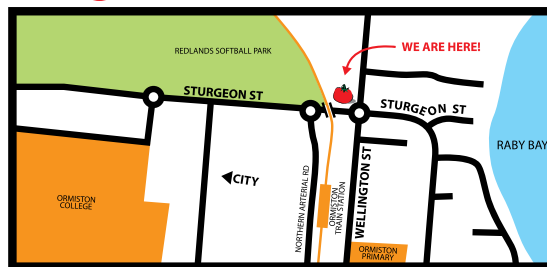 REDLANDS SOFTBALL PARK
WE ARE HERE!
STURGEON ST
STURGEON ST
RABY BAY
CITY
NORTHERN ARTERIAL RD
ORMISTON
TRAIN STATION
WELLINGTON ST
ORMISTON
COLLEGE
ORMISTON
PRIMARY